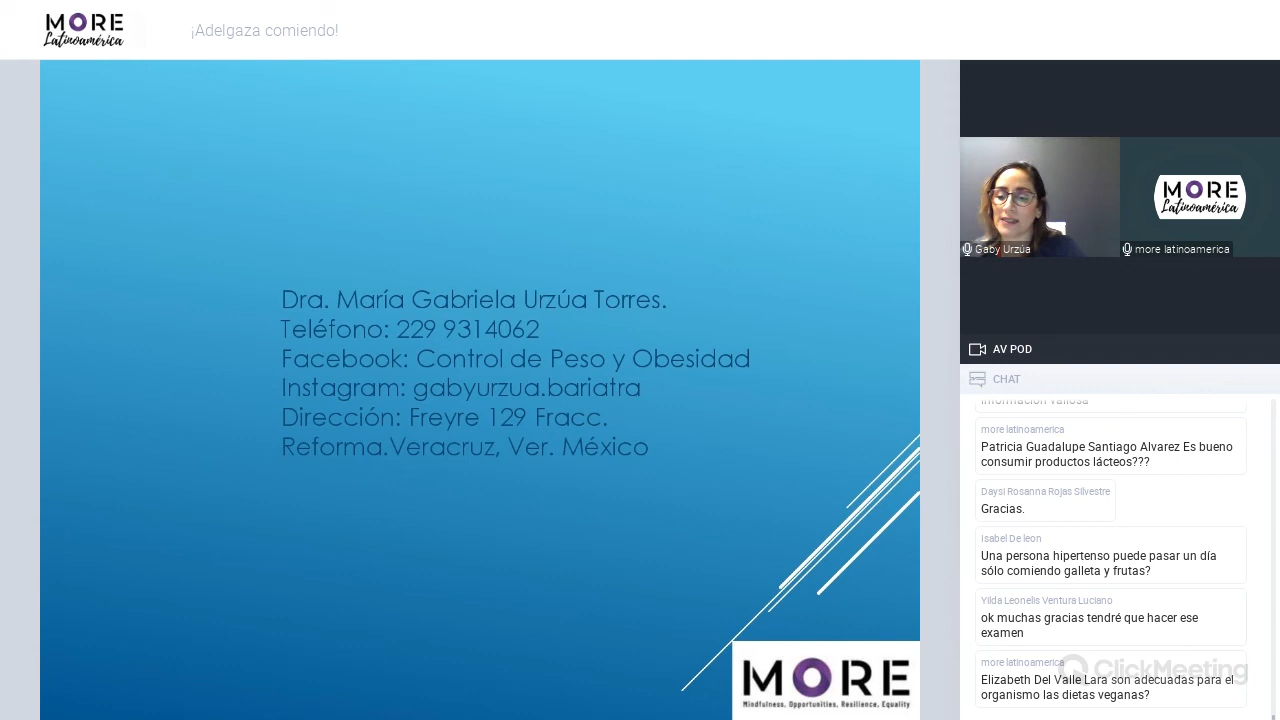 MORE
Latinoamérica
¡Adelgaza comiendo!
Dra. María Gabriela Urzúa Torres.
Teléfono: 229 9314062
Facebook: Control de Peso y Obesidad
Instagram: gabyurzua.bariatra
Dirección: Freyre 129 Fracc.
Reforma.Veracruz, Ver. México
MORE
Mindfulness, Opportunities, Resilience, Equality
MORE
Latinoamérica
Gaby Urzúa
more latinoamerica
AV POD
CHAT
información valiosa
more latinoamerica
Patricia Guadalupe Santiago Alvarez Es bueno
consumir productos lácteos???
Daysi Rosanna Rojas Silvestre
Gracias.
Isabel De leon
Una persona hipertenso puede pasar un día
sólo comiendo galleta y frutas?
Yilda Leonelis Ventura Luciano
ok muchas gracias tendré que hacer ese
examen
more latinoamerica
Elizabeth Del Valle Lara son adecuadas para el
organismo las dietas veganas?
ClickMeeting